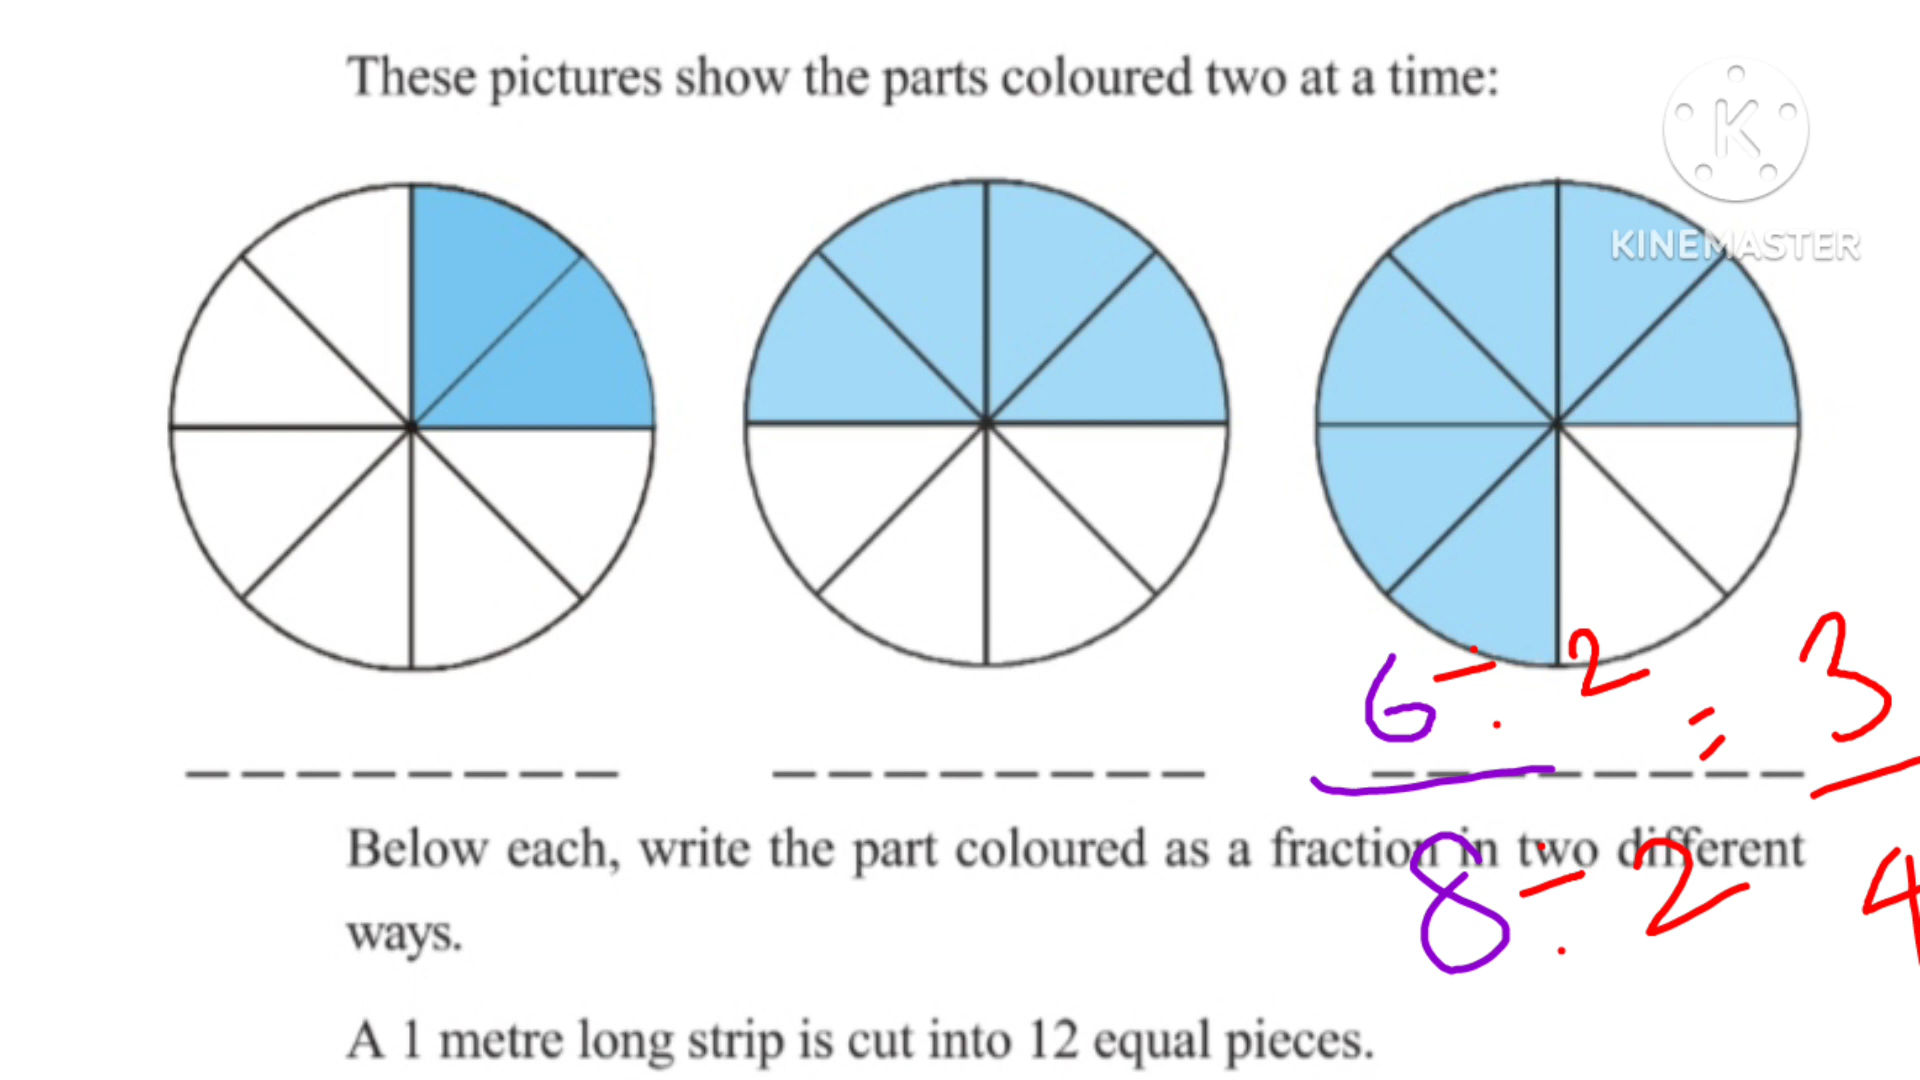 These pictures show the parts coloured two at a time:
K
KINEMASTER
6 ÷ 2 = 3
8 ÷ 2 4
Below each, write the part coloured as a fraction in two different
ways.
A 1 metre long strip is cut into 12 equal pieces.